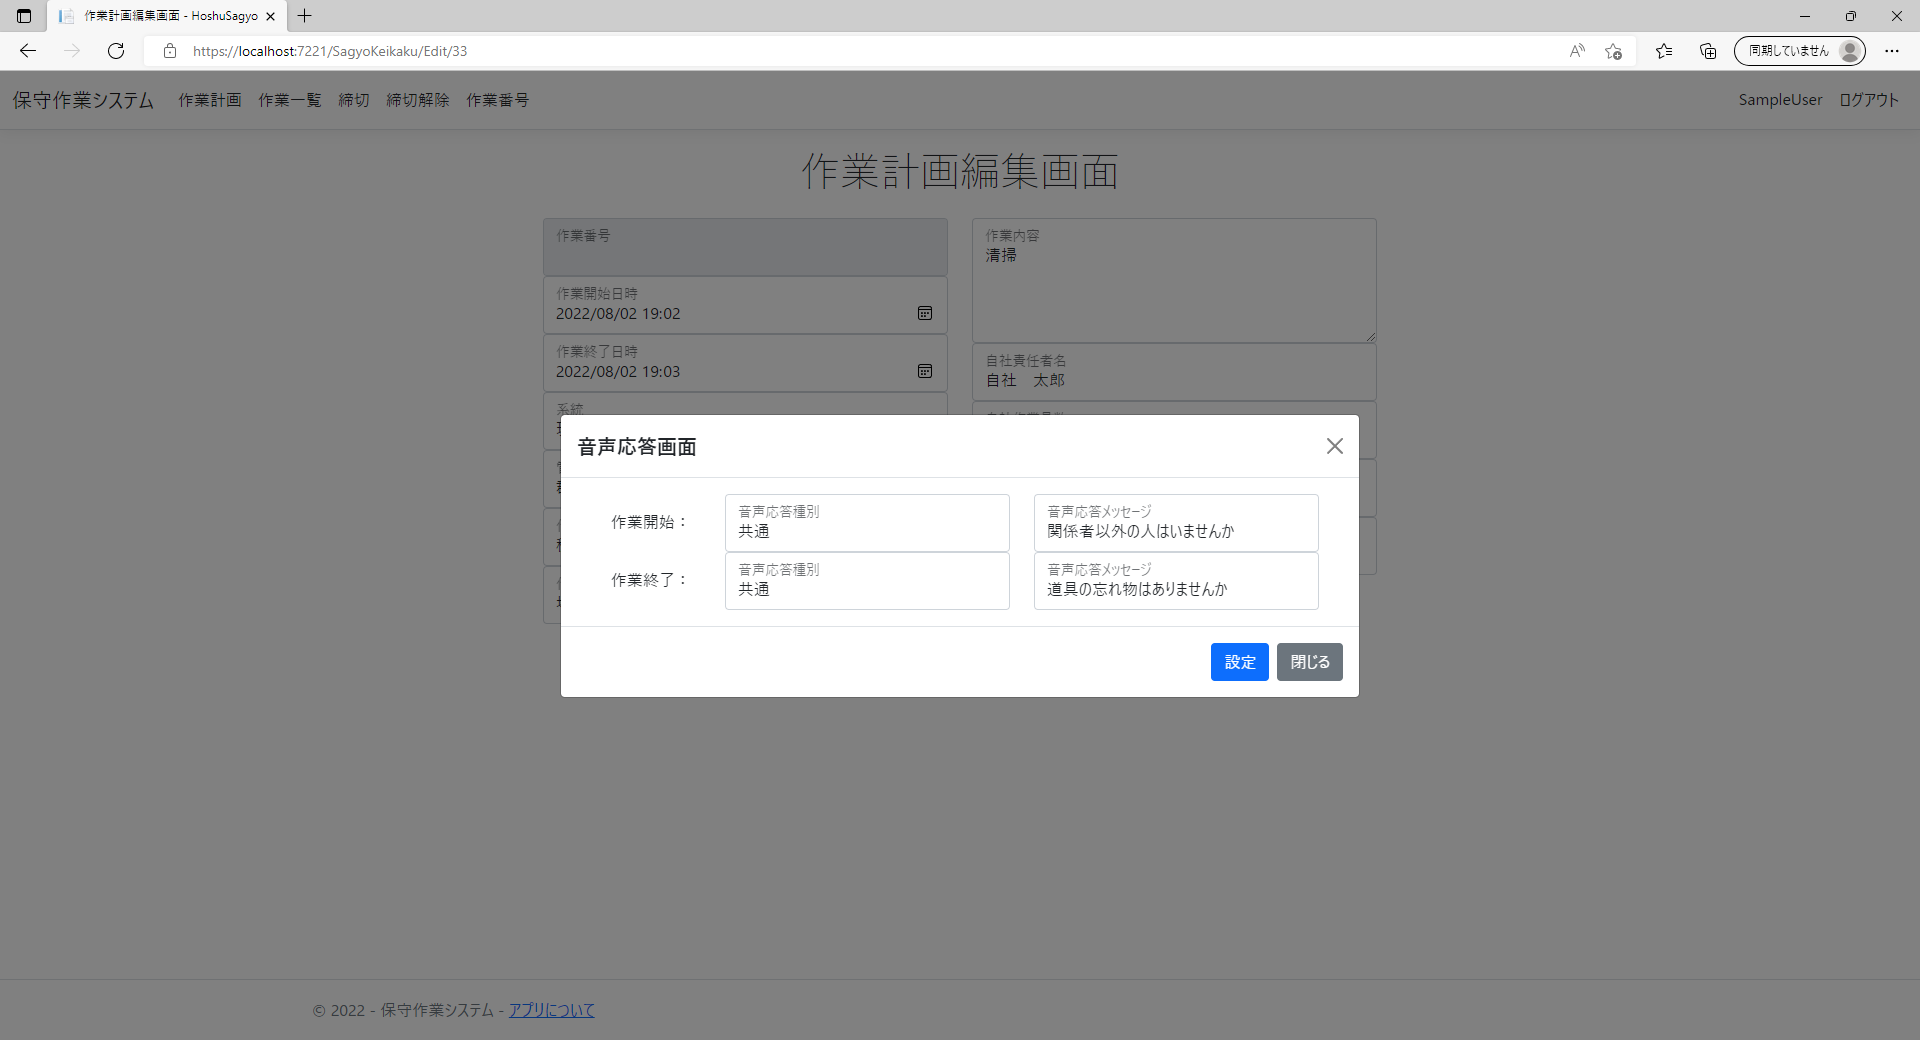 作業計画編集画面 - HoshuSagyo
https://localhost:7221/SagyoKeikaku/Edit/33
同期していません
保守作業システム 作業計画 作業一覧 締切 締切解除 作業番号 SampleUser ログアウト
作業計画編集画面
作業番号
作業開始日時
2022/08/02 19:02
作業終了日時
2022/08/02 19:03
系統
作業内容
清掃
自社責任者名
自社　太郎
音声応答画面
作業開始：
音声応答種別
共通
音声応答メッセージ
関係者以外の人はいませんか
作業終了：
音声応答種別
共通
音声応答メッセージ
道具の忘れ物はありませんか
設定 閉じる
© 2022 - 保守作業システム - アプリについて